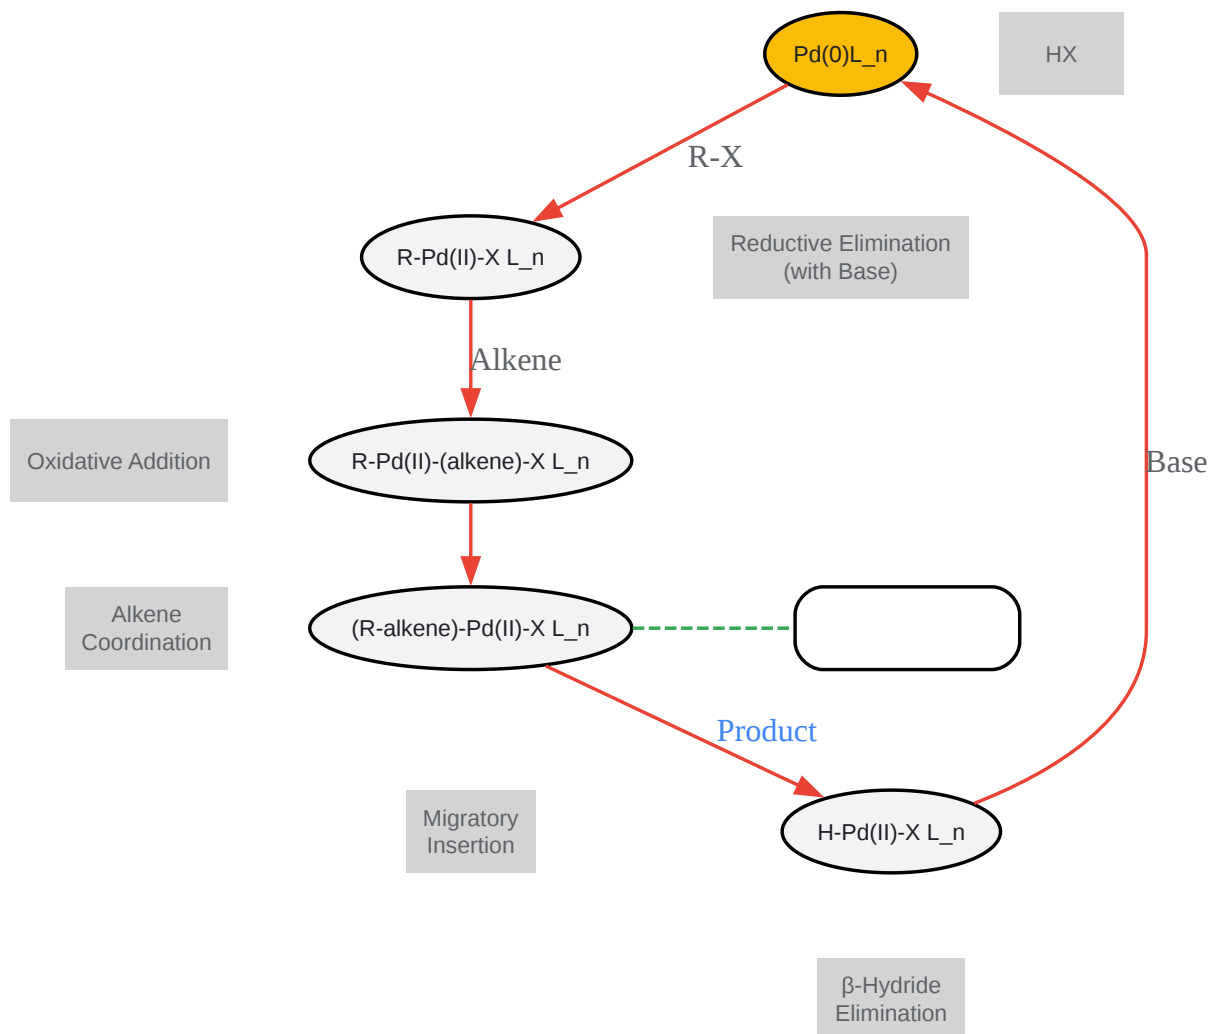 Pd(0)L_n
HX
R-X
R-Pd(II)-X L_n
Reductive Elimination
(with Base)
Alkene
Oxidative Addition
R-Pd(II)-(alkene)-X L_n
Base
Alkene
Coordination
(R-alkene)-Pd(II)-X L_n
Product
Migratory
Insertion
H-Pd(II)-X L_n
β-Hydride
Elimination